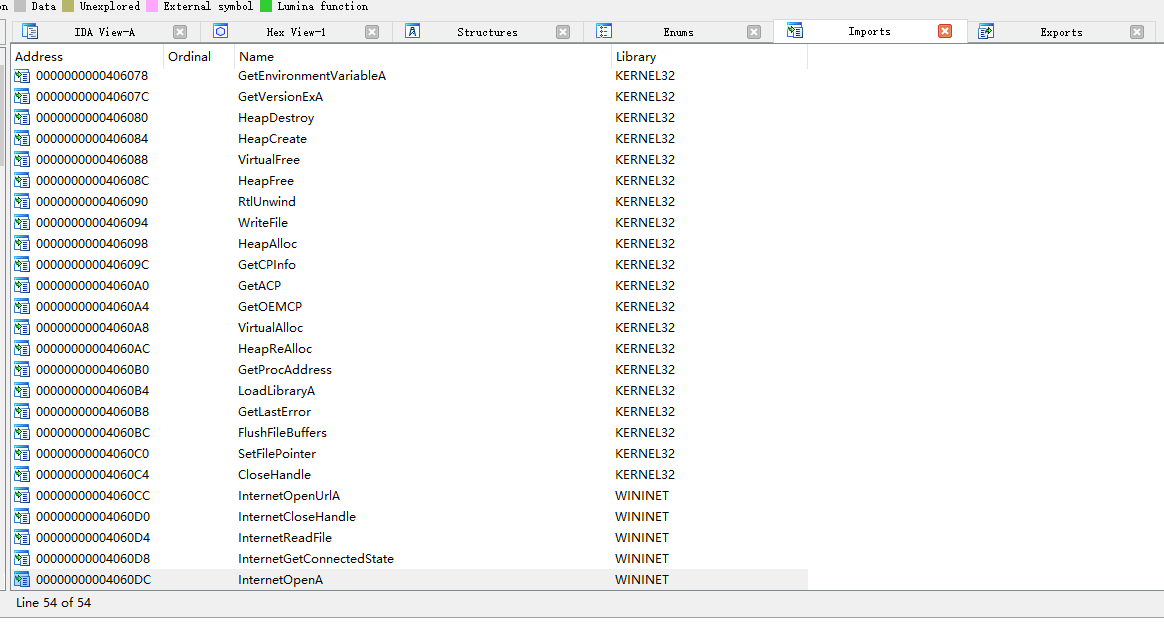 on Data Unexplored External symbol Lumina function
IDA View-A Hex View-1 Structures Enums Imports Exports
Address Ordinal Name Library
0000000000406078 GetEnvironmentVariableA KERNEL32
000000000040607C GetVersionExA KERNEL32
0000000000406080 HeapDestroy KERNEL32
0000000000406084 HeapCreate KERNEL32
0000000000406088 VirtualFree KERNEL32
000000000040608C HeapFree KERNEL32
0000000000406090 RtlUnwind KERNEL32
0000000000406094 WriteFile KERNEL32
0000000000406098 HeapAlloc KERNEL32
000000000040609C GetCPInfo KERNEL32
00000000004060A0 GetACP KERNEL32
00000000004060A4 GetOEMCP KERNEL32
00000000004060A8 VirtualAlloc KERNEL32
00000000004060AC HeapReAlloc KERNEL32
00000000004060B0 GetProcAddress KERNEL32
00000000004060B4 LoadLibraryA KERNEL32
00000000004060B8 GetLastError KERNEL32
00000000004060BC FlushFileBuffers KERNEL32
00000000004060C0 SetFilePointer KERNEL32
00000000004060C4 CloseHandle KERNEL32
00000000004060CC InternetOpenUrlA WININET
00000000004060D0 InternetCloseHandle WININET
00000000004060D4 InternetReadFile WININET
00000000004060D8 InternetGetConnectedState WININET
00000000004060DC InternetOpenA WININET
Line 54 of 54